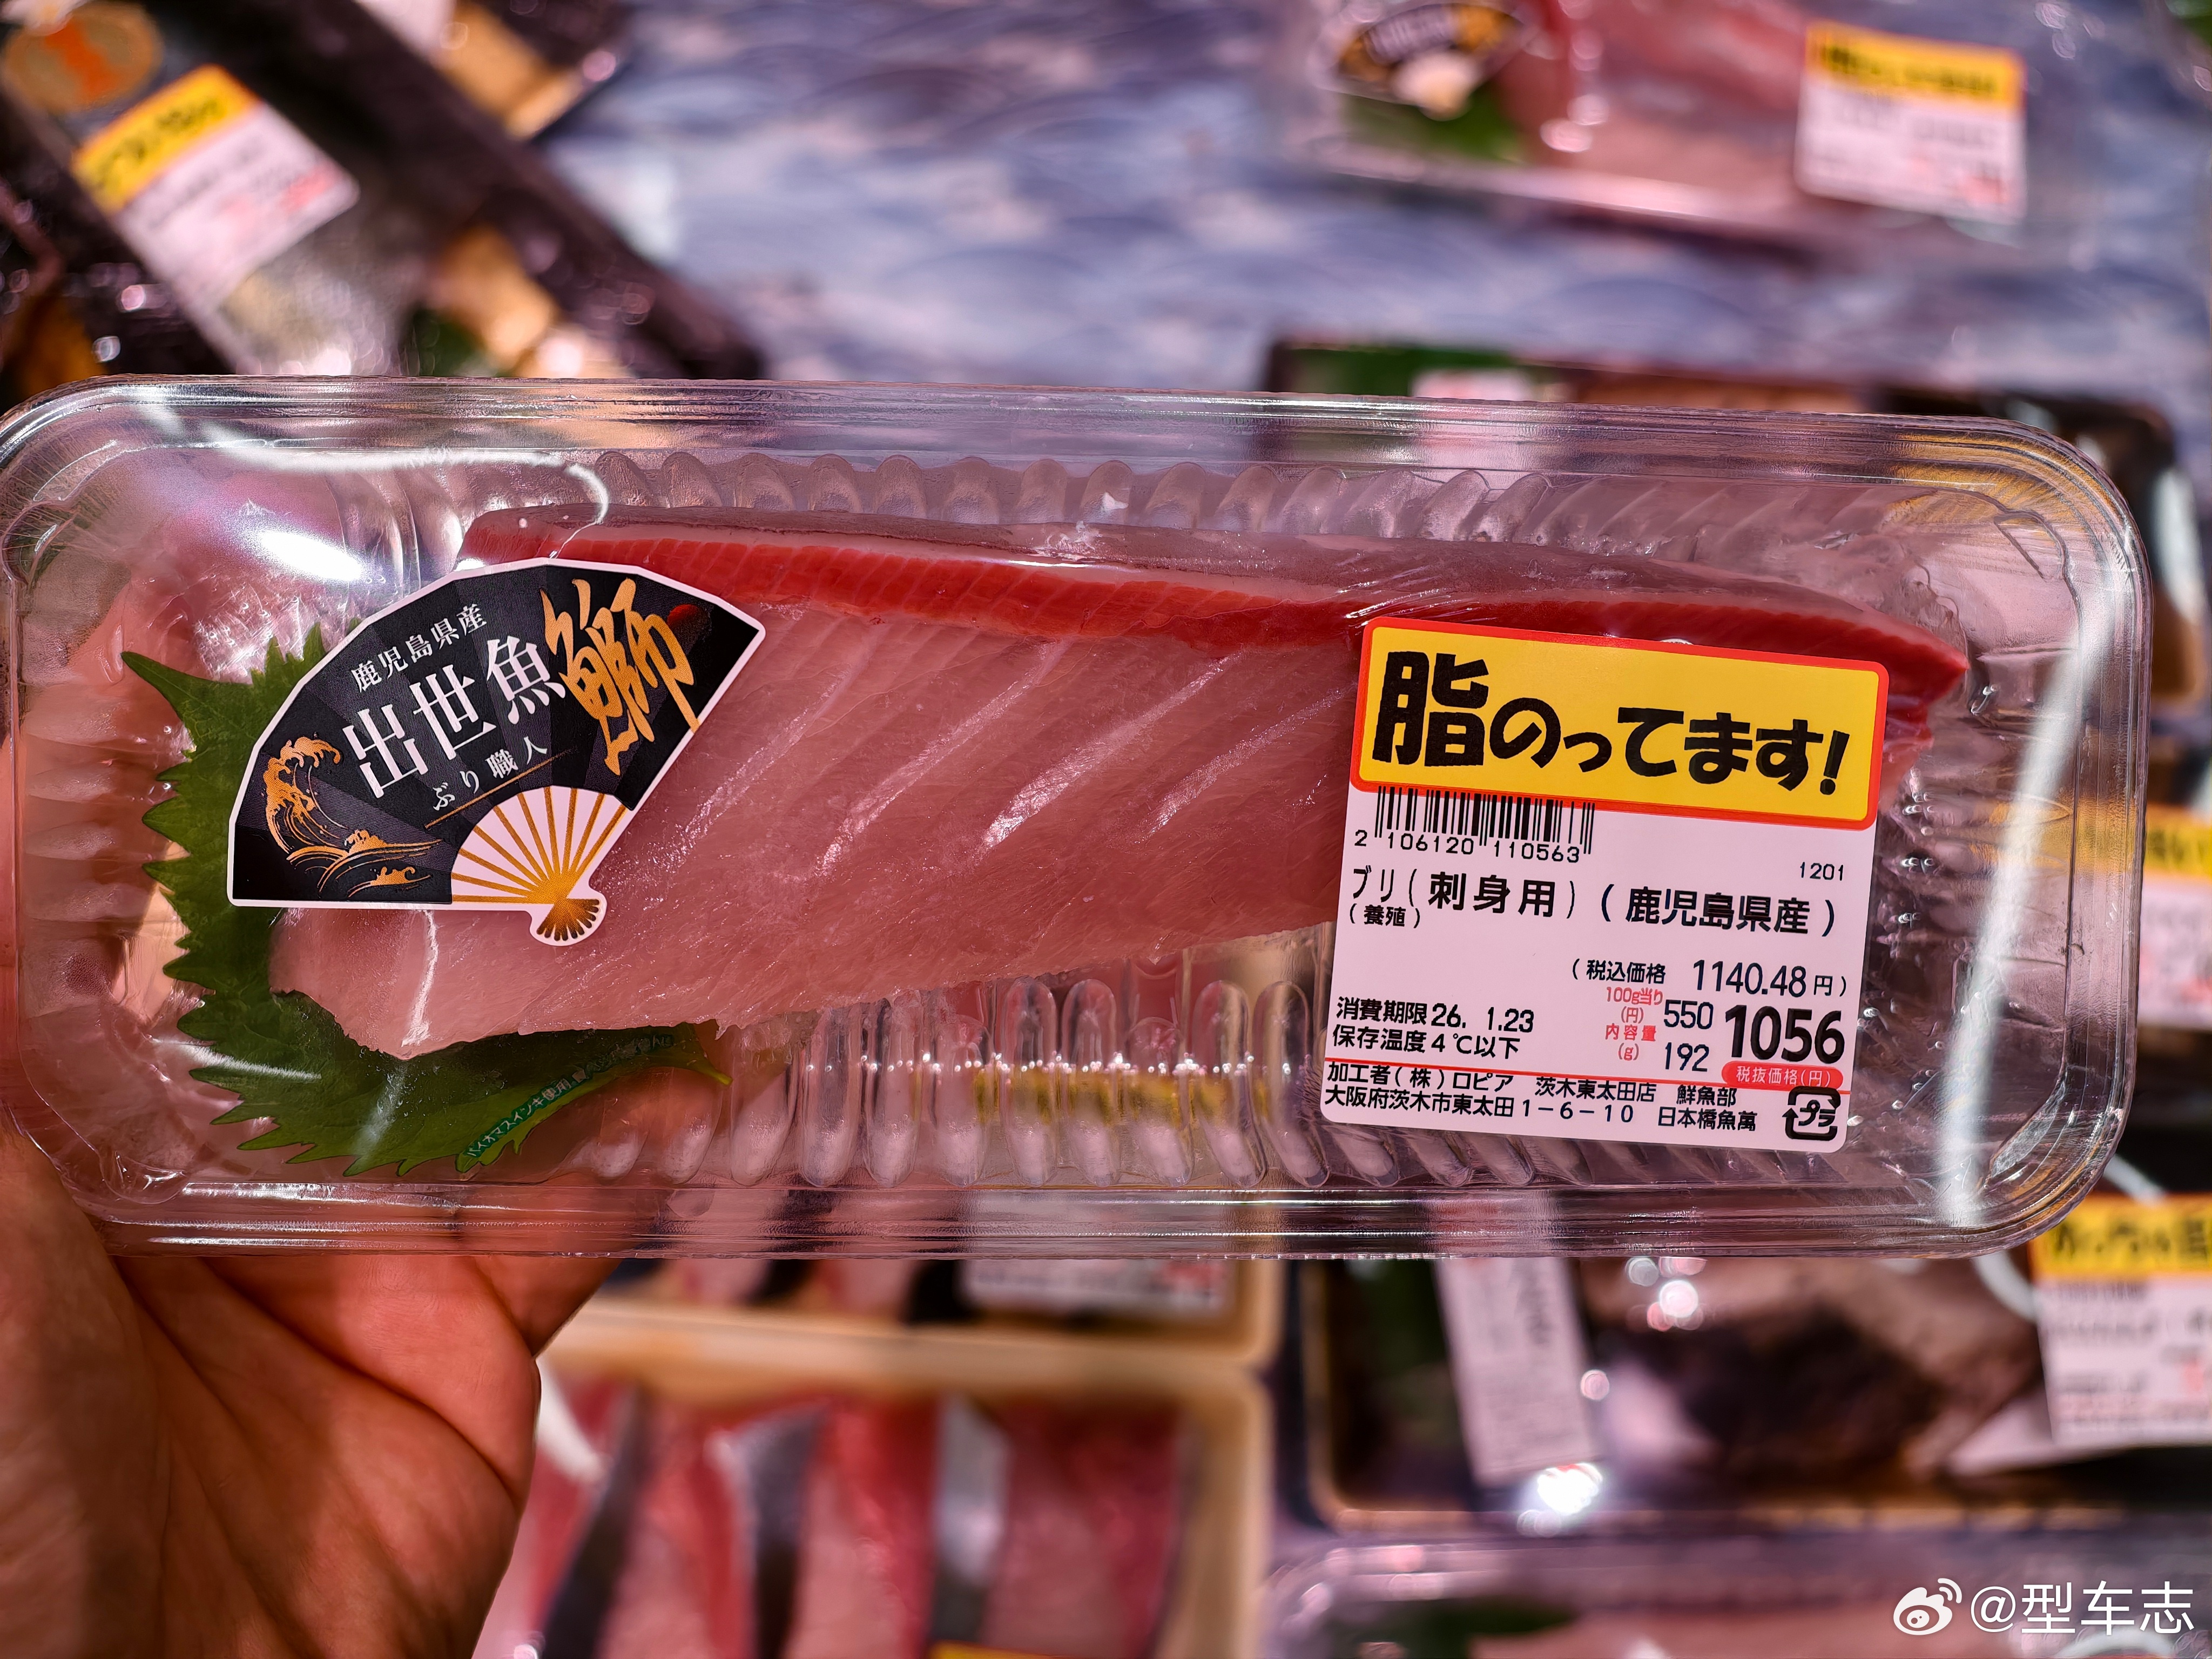 鹿児島県産
出世魚
鰤
ぶり職人
脂のってます!
2 106120 110563
1201
ブリ(刺身用)(鹿児島県産)
(養殖)
(税込価格 1140.48円)
消費期限26. 1.23
保存温度4℃以下
100g当り
(円) 550
内容量
(g) 192
1056
税抜価格(円)
加工者(株)ロピア 茨木東太田店 鮮魚部
大阪府茨木市東太田1-6-10 日本橋魚萬
プラ
@型车志